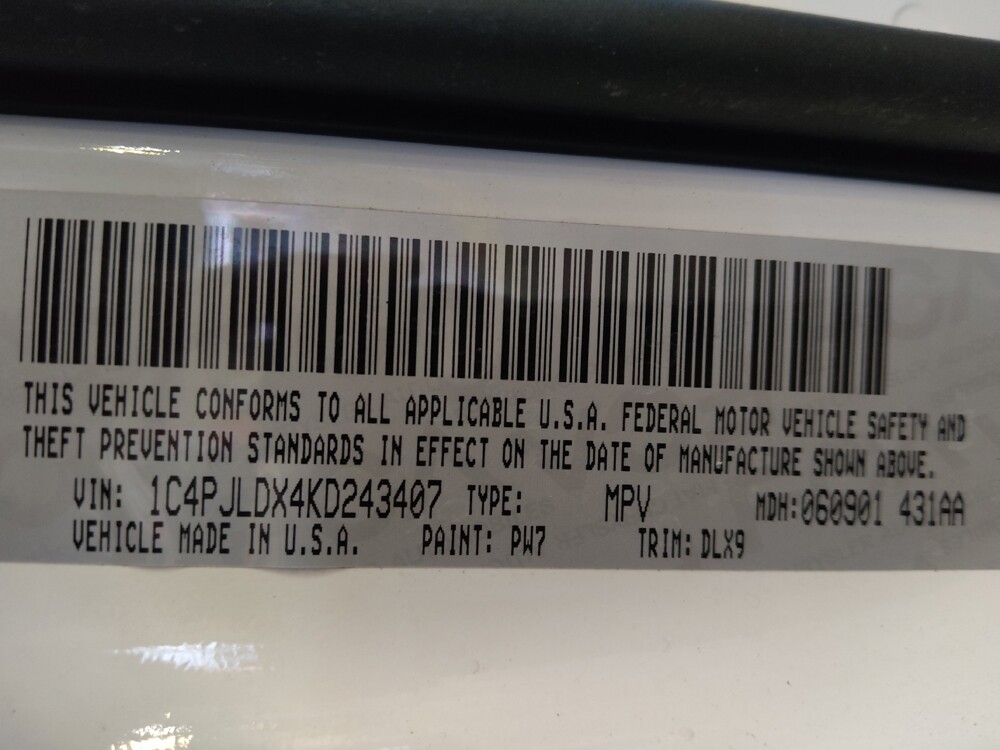 THIS VEHICLE CONFORMS TO ALL APPLICABLE U.S.A. FEDERAL MOTOR VEHICLE SAFETY AND
THEFT PREVENTION STANDARDS IN EFFECT ON THE DATE OF MANUFACTURE SHOWN ABOVE.
VIN: 1C4PJLDX4KD243407 TYPE: MPV MDH:060901 431AA
VEHICLE MADE IN U.S.A. PAINT: PW7 TRIM: DLX9